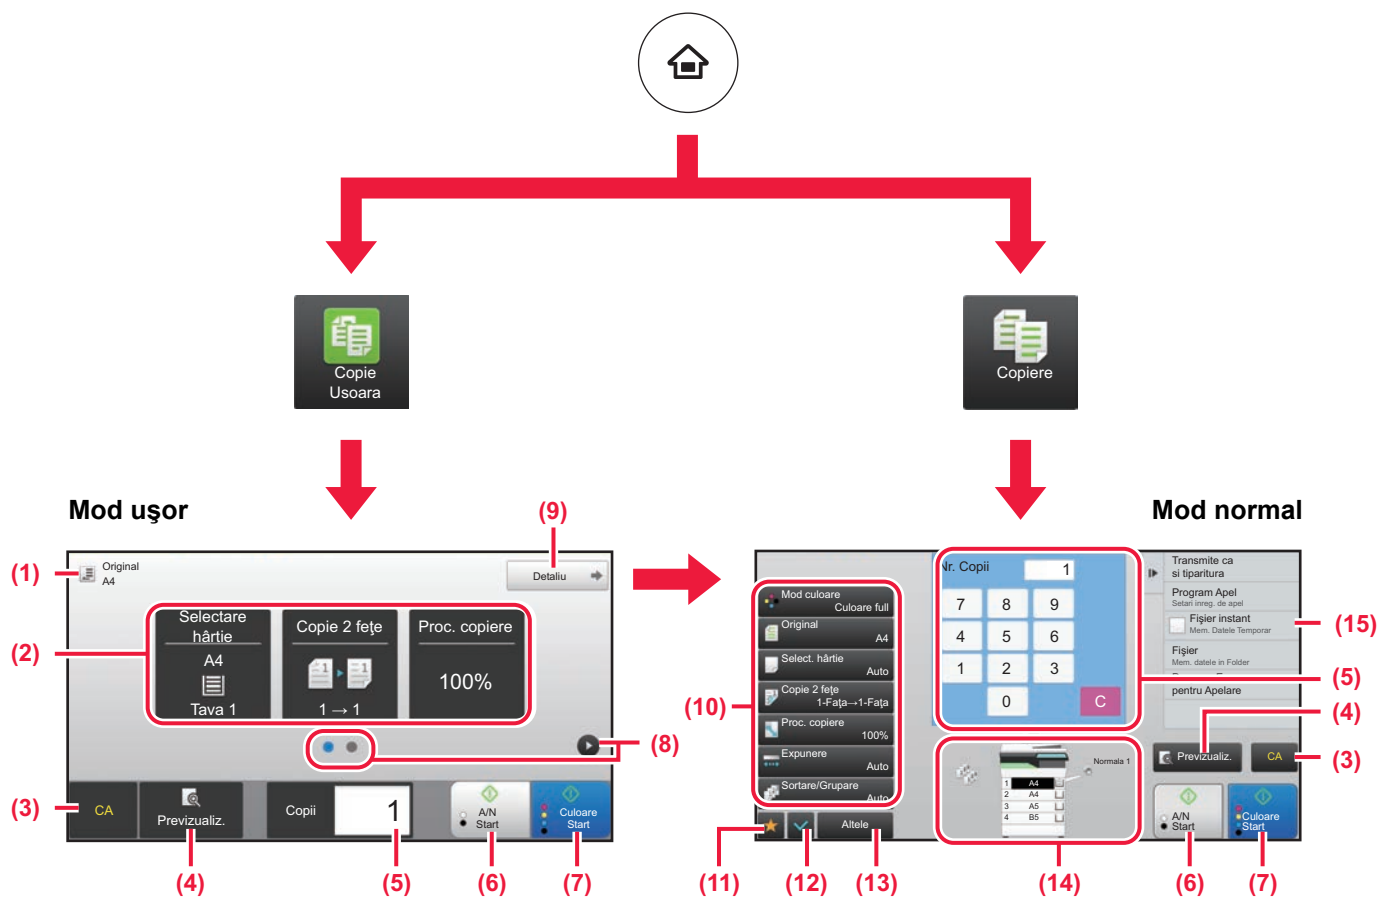 Copie
Usoara
Copiere
Mod uşor
Mod normal
(9)
(1)
Original
A4
Detaliu
(2)
Selectare
hârtie
A4
Tava 1
Copie 2 feţe
1
1
1 → 1
Proc. copiere
100%
(8)
(3)
CA
Previzualiz.
Copii
1
A/N
Start
Culoare
Start
(4)
(5)
(6)
(7)
(10)
Mod culoare
Culoare full
Original
A4
Select. hârtie
Auto
Copie 2 feţe
1-Faţa→1-Faţa
Proc. copiere
100%
Expunere
Auto
Sortare/Grupare
Auto
Altele
(11)
(12)
(13)
Nr. Copii
1
7 8 9
4 5 6
1 2 3
0 C
Normala 1
1 A4
2 A4
3 A5
4 B5
(14)
Transmite ca
si tiparitura
Program Apel
Setari inreg. de apel
Fişier instant
Mem. Datele Temporar
Fişier
Mem. datele in Folder
pentru Apelare
(15)
(5)
(4)
Previzualiz.
CA
(3)
A/N
Start
Culoare
Start
(6)
(7)